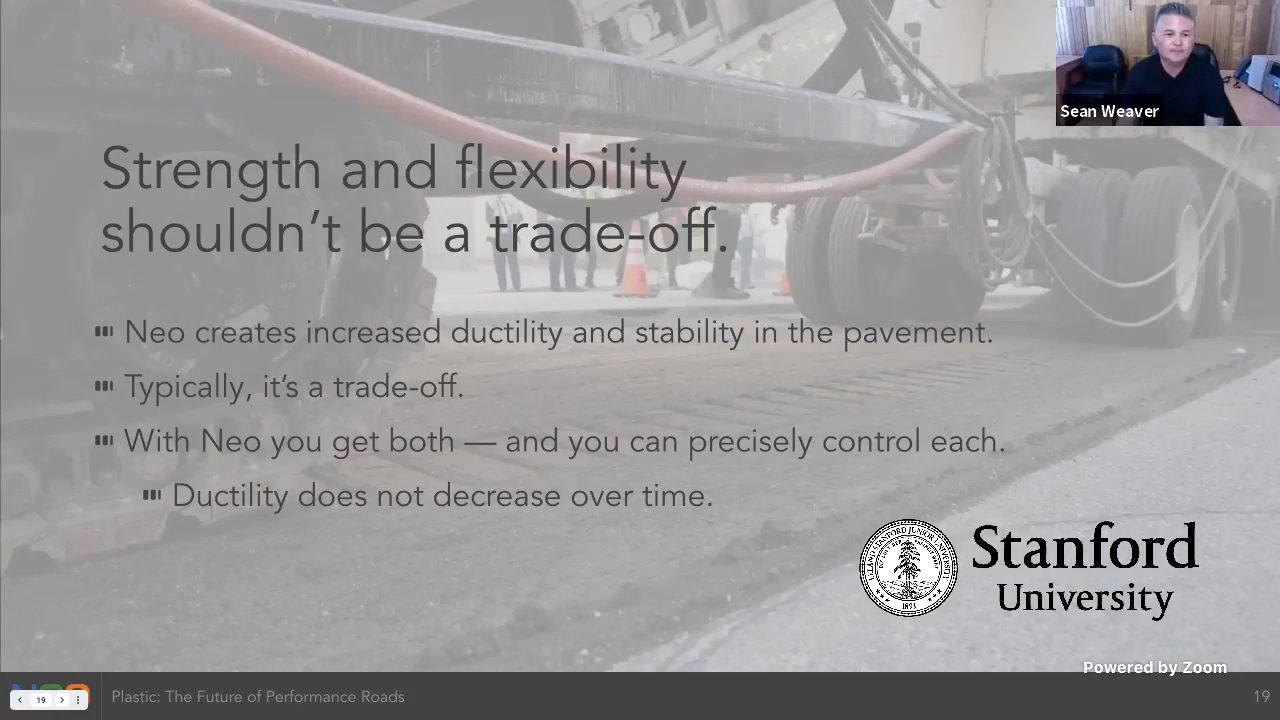 Sean Weaver
Strength and flexibility
shouldn’t be a trade-off.
Neo creates increased ductility and stability in the pavement.
Typically, it’s a trade-off.
With Neo you get both — and you can precisely control each.
Ductility does not decrease over time.
Stanford
University
1891
Powered by Zoom
19
Plastic: The Future of Performance Roads
19